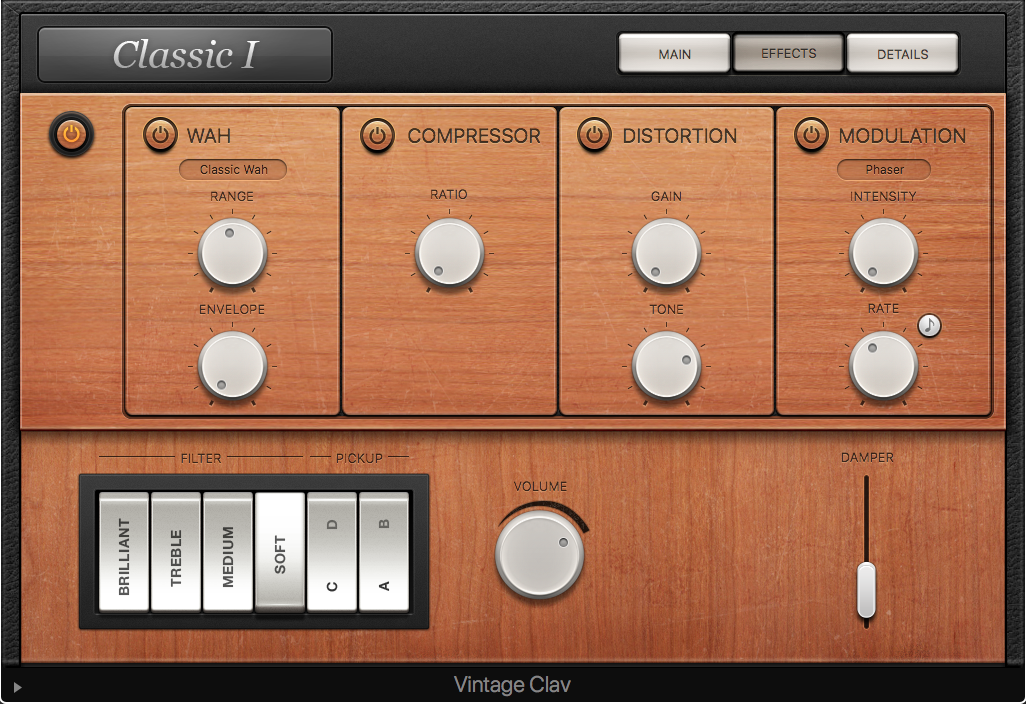 Classic I
MAIN
EFFECTS
DETAILS
WAH
COMPRESSOR
DISTORTION
MODULATION
Classic Wah
Phaser
RANGE
RATIO
GAIN
INTENSITY
ENVELOPE
TONE
RATE
FILTER
PICKUP
DAMPER
VOLUME
BRILLIANT
TREBLE
MEDIUM
SOFT
D
C
B
A
Vintage Clav